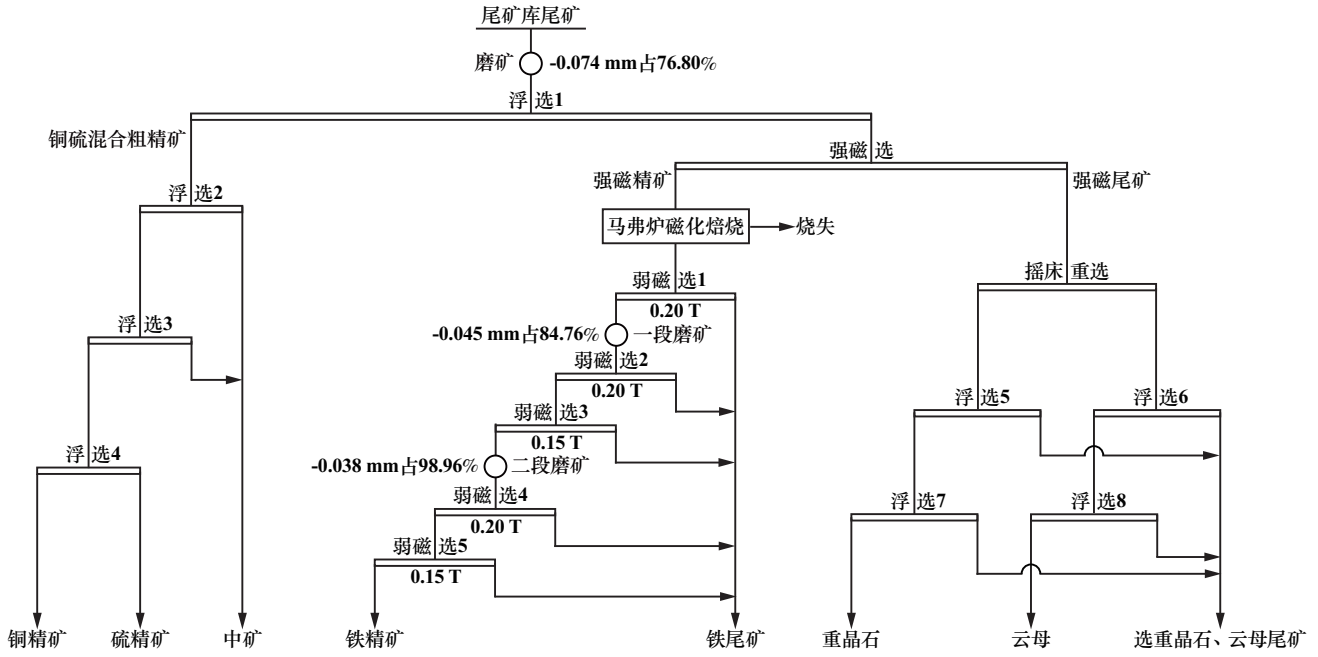 尾矿库尾矿
磨矿 -0.074 mm占76.80%
浮选1
铜硫混合粗精矿
强磁选
强磁精矿
强磁尾矿
浮选2
马弗炉磁化焙烧
烧失
弱磁选1
0.20 T
摇床重选
浮选3
-0.045 mm占84.76% 一段磨矿
弱磁选2
0.20 T
浮选5
浮选6
弱磁选3
0.15 T
浮选4
-0.038 mm占98.96% 二段磨矿
弱磁选4
0.20 T
浮选7
浮选8
弱磁选5
0.15 T
铜精矿
硫精矿
中矿
铁精矿
铁尾矿
重晶石
云母
选重晶石、云母尾矿